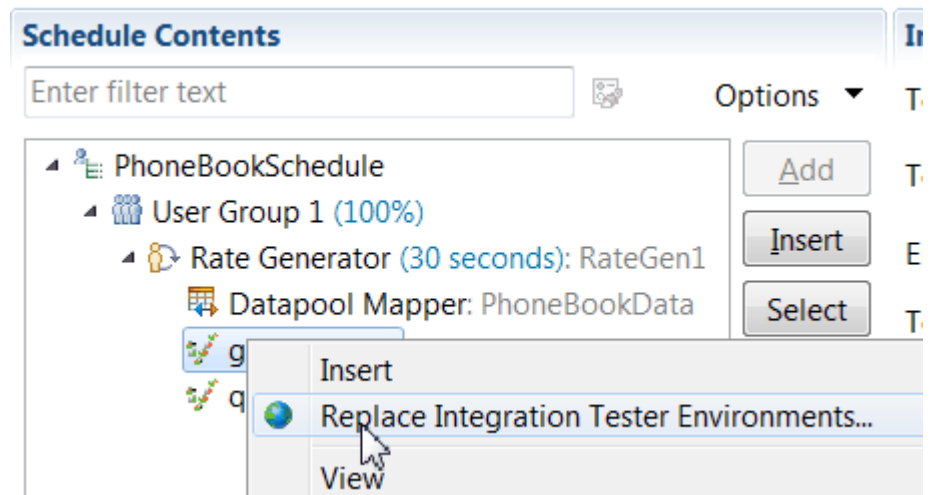 Schedule Contents
Enter filter text
Options
PhoneBookSchedule
Add
User Group 1 (100%)
Insert
Rate Generator (30 seconds): RateGen1
Datapool Mapper: PhoneBookData
Select
g
Insert
q
Replace Integration Tester Environments...
View